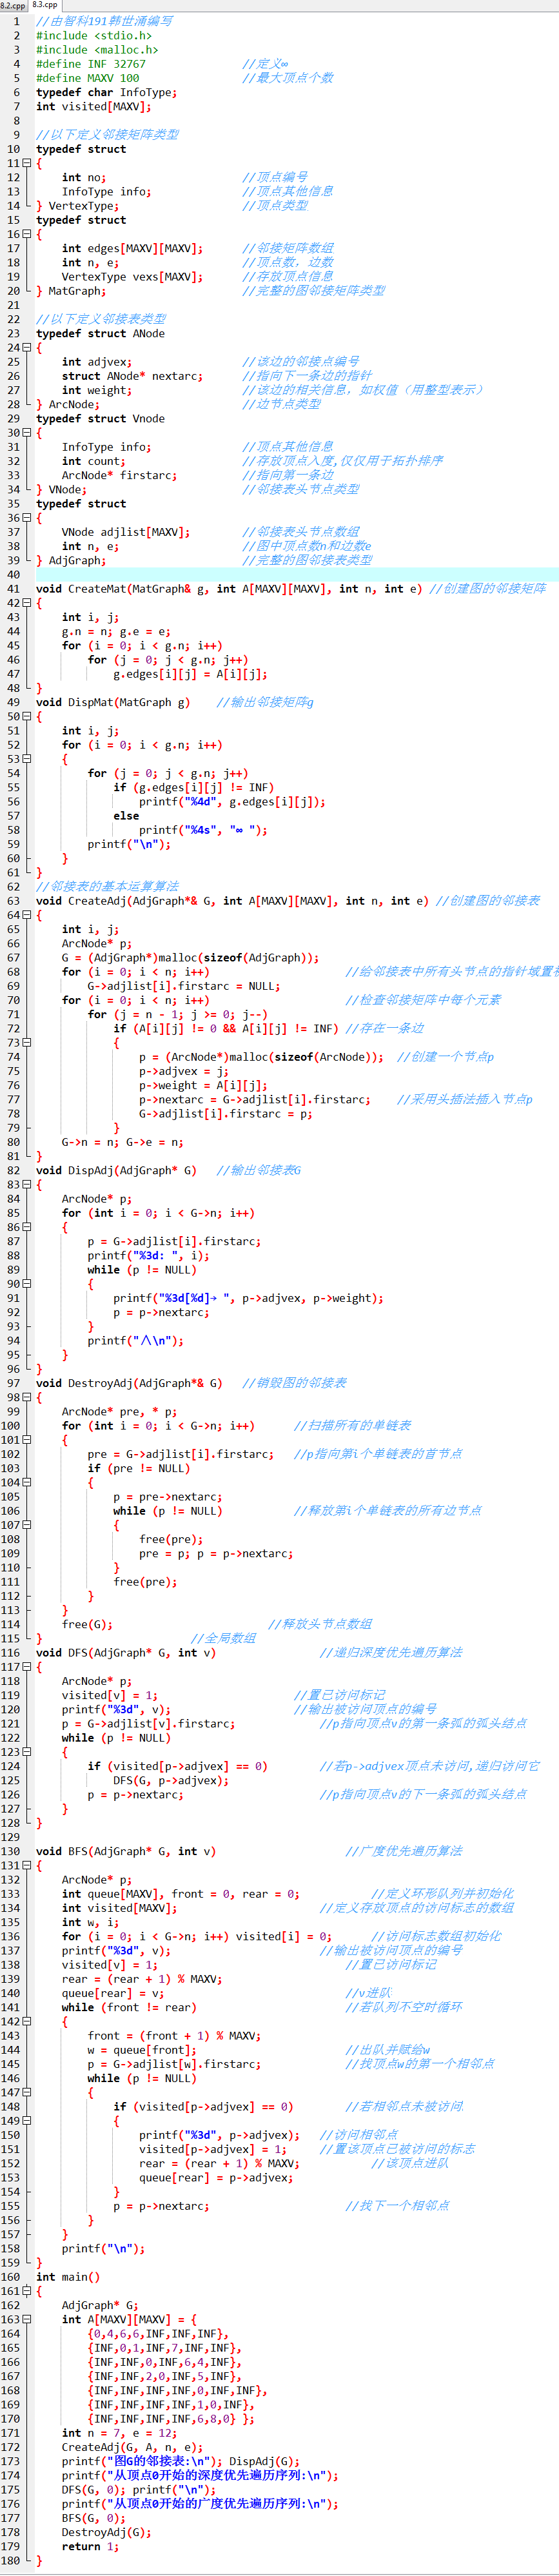 8.2.cpp 8.3.cpp
1 //由智科191韩世涌编写
2 #include <stdio.h>
3 #include <malloc.h>
4 #define INF 32767 //定义∞
5 #define MAXV 100 //最大顶点个数
6 typedef char InfoType;
7 int visited[MAXV];
8
9 //以下定义邻接矩阵类型
10 typedef struct
11 {
12 int no; //顶点编号
13 InfoType info; //顶点其他信息
14 } VertexType; //顶点类型
15 typedef struct
16 {
17 int edges[MAXV][MAXV]; //邻接矩阵数组
18 int n, e; //顶点数，边数
19 VertexType vexs[MAXV]; //存放顶点信息
20 } MatGraph; //完整的图邻接矩阵类型
21
22 //以下定义邻接表类型
23 typedef struct ANode
24 {
25 int adjvex; //该边的邻接点编号
26 struct ANode* nextarc; //指向下一条边的指针
27 int weight; //该边的相关信息，如权值（用整型表示）
28 } ArcNode; //边节点类型
29 typedef struct Vnode
30 {
31 InfoType info; //顶点其他信息
32 int count; //存放顶点入度,仅仅用于拓扑排序
33 ArcNode* firstarc; //指向第一条边
34 } VNode; //邻接表头节点类型
35 typedef struct
36 {
37 VNode adjlist[MAXV]; //邻接表头节点数组
38 int n, e; //图中顶点数n和边数e
39 } AdjGraph; //完整的图邻接表类型
40
41 void CreateMat(MatGraph& g, int A[MAXV][MAXV], int n, int e) //创建图的邻接矩阵
42 {
43 int i, j;
44 g.n = n; g.e = e;
45 for (i = 0; i < g.n; i++)
46 for (j = 0; j < g.n; j++)
47 g.edges[i][j] = A[i][j];
48 }
49 void DispMat(MatGraph g) //输出邻接矩阵g
50 {
51 int i, j;
52 for (i = 0; i < g.n; i++)
53 {
54 for (j = 0; j < g.n; j++)
55 if (g.edges[i][j] != INF)
56 printf("%4d", g.edges[i][j]);
57 else
58 printf("%4s", "∞ ");
59 printf("\n");
60 }
61 }
62 //邻接表的基本运算算法
63 void CreateAdj(AdjGraph*& G, int A[MAXV][MAXV], int n, int e) //创建图的邻接表
64 {
65 int i, j;
66 ArcNode* p;
67 G = (AdjGraph*)malloc(sizeof(AdjGraph));
68 for (i = 0; i < n; i++) //给邻接表中所有头节点的指针域置
69 G->adjlist[i].firstarc = NULL;
70 for (i = 0; i < n; i++) //检查邻接矩阵中每个元素
71 for (j = n - 1; j >= 0; j--)
72 if (A[i][j] != 0 && A[i][j] != INF) //存在一条边
73 {
74 p = (ArcNode*)malloc(sizeof(ArcNode)); //创建一个节点p
75 p->adjvex = j;
76 p->weight = A[i][j];
77 p->nextarc = G->adjlist[i].firstarc; //采用头插法插入节点p
78 G->adjlist[i].firstarc = p;
79 }
80 G->n = n; G->e = n;
81 }
82 void DispAdj(AdjGraph* G) //输出邻接表G
83 {
84 ArcNode* p;
85 for (int i = 0; i < G->n; i++)
86 {
87 p = G->adjlist[i].firstarc;
88 printf("%3d: ", i);
89 while (p != NULL)
90 {
91 printf("%3d[%d]→ ", p->adjvex, p->weight);
92 p = p->nextarc;
93 }
94 printf("∧\n");
95 }
96 }
97 void DestroyAdj(AdjGraph*& G) //销毁图的邻接表
98 {
99 ArcNode* pre, * p;
100 for (int i = 0; i < G->n; i++) //扫描所有的单链表
101 {
102 pre = G->adjlist[i].firstarc; //p指向第i个单链表的首节点
103 if (pre != NULL)
104 {
105 p = pre->nextarc;
106 while (p != NULL) //释放第i个单链表的所有边节点
107 {
108 free(pre);
109 pre = p; p = p->nextarc;
110 }
111 free(pre);
112 }
113 }
114 free(G); //释放头节点数组
115 } //全局数组
116 void DFS(AdjGraph* G, int v) //递归深度优先遍历算法
117 {
118 ArcNode* p;
119 visited[v] = 1; //置已访问标记
120 printf("%3d", v); //输出被访问顶点的编号
121 p = G->adjlist[v].firstarc; //p指向顶点v的第一条弧的弧头结点
122 while (p != NULL)
123 {
124 if (visited[p->adjvex] == 0) //若p->adjvex顶点未访问,递归访问它
125 DFS(G, p->adjvex);
126 p = p->nextarc; //p指向顶点v的下一条弧的弧头结点
127 }
128 }
129
130 void BFS(AdjGraph* G, int v) //广度优先遍历算法
131 {
132 ArcNode* p;
133 int queue[MAXV], front = 0, rear = 0; //定义环形队列并初始化
134 int visited[MAXV]; //定义存放顶点的访问标志的数组
135 int w, i;
136 for (i = 0; i < G->n; i++) visited[i] = 0; //访问标志数组初始化
137 printf("%3d", v); //输出被访问顶点的编号
138 visited[v] = 1; //置已访问标记
139 rear = (rear + 1) % MAXV;
140 queue[rear] = v; //v进队
141 while (front != rear) //若队列不空时循环
142 {
143 front = (front + 1) % MAXV;
144 w = queue[front]; //出队并赋给w
145 p = G->adjlist[w].firstarc; //找顶点w的第一个相邻点
146 while (p != NULL)
147 {
148 if (visited[p->adjvex] == 0) //若相邻点未被访问
149 {
150 printf("%3d", p->adjvex); //访问相邻点
151 visited[p->adjvex] = 1; //置该顶点已被访问的标志
152 rear = (rear + 1) % MAXV; //该顶点进队
153 queue[rear] = p->adjvex;
154 }
155 p = p->nextarc; //找下一个相邻点
156 }
157 }
158 printf("\n");
159 }
160 int main()
161 {
162 AdjGraph* G;
163 int A[MAXV][MAXV] = {
164 {0,4,6,6,INF,INF,INF},
165 {INF,0,1,INF,7,INF,INF},
166 {INF,INF,0,INF,6,4,INF},
167 {INF,INF,2,0,INF,5,INF},
168 {INF,INF,INF,INF,0,INF,INF},
169 {INF,INF,INF,INF,1,0,INF},
170 {INF,INF,INF,INF,6,8,0} };
171 int n = 7, e = 12;
172 CreateAdj(G, A, n, e);
173 printf("图G的邻接表:\n"); DispAdj(G);
174 printf("从顶点0开始的深度优先遍历序列:\n");
175 DFS(G, 0); printf("\n");
176 printf("从顶点0开始的广度优先遍历序列:\n");
177 BFS(G, 0);
178 DestroyAdj(G);
179 return 1;
180 }